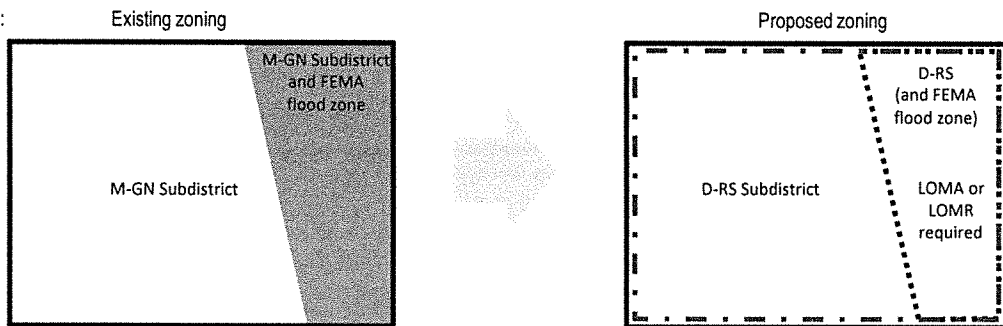 :
Existing zoning
Proposed zoning
M-GN Subdistrict
and FEMA
flood zone
M-GN Subdistrict
D-RS
(and FEMA
flood zone)
D-RS Subdistrict
LOMA or
LOMR
required